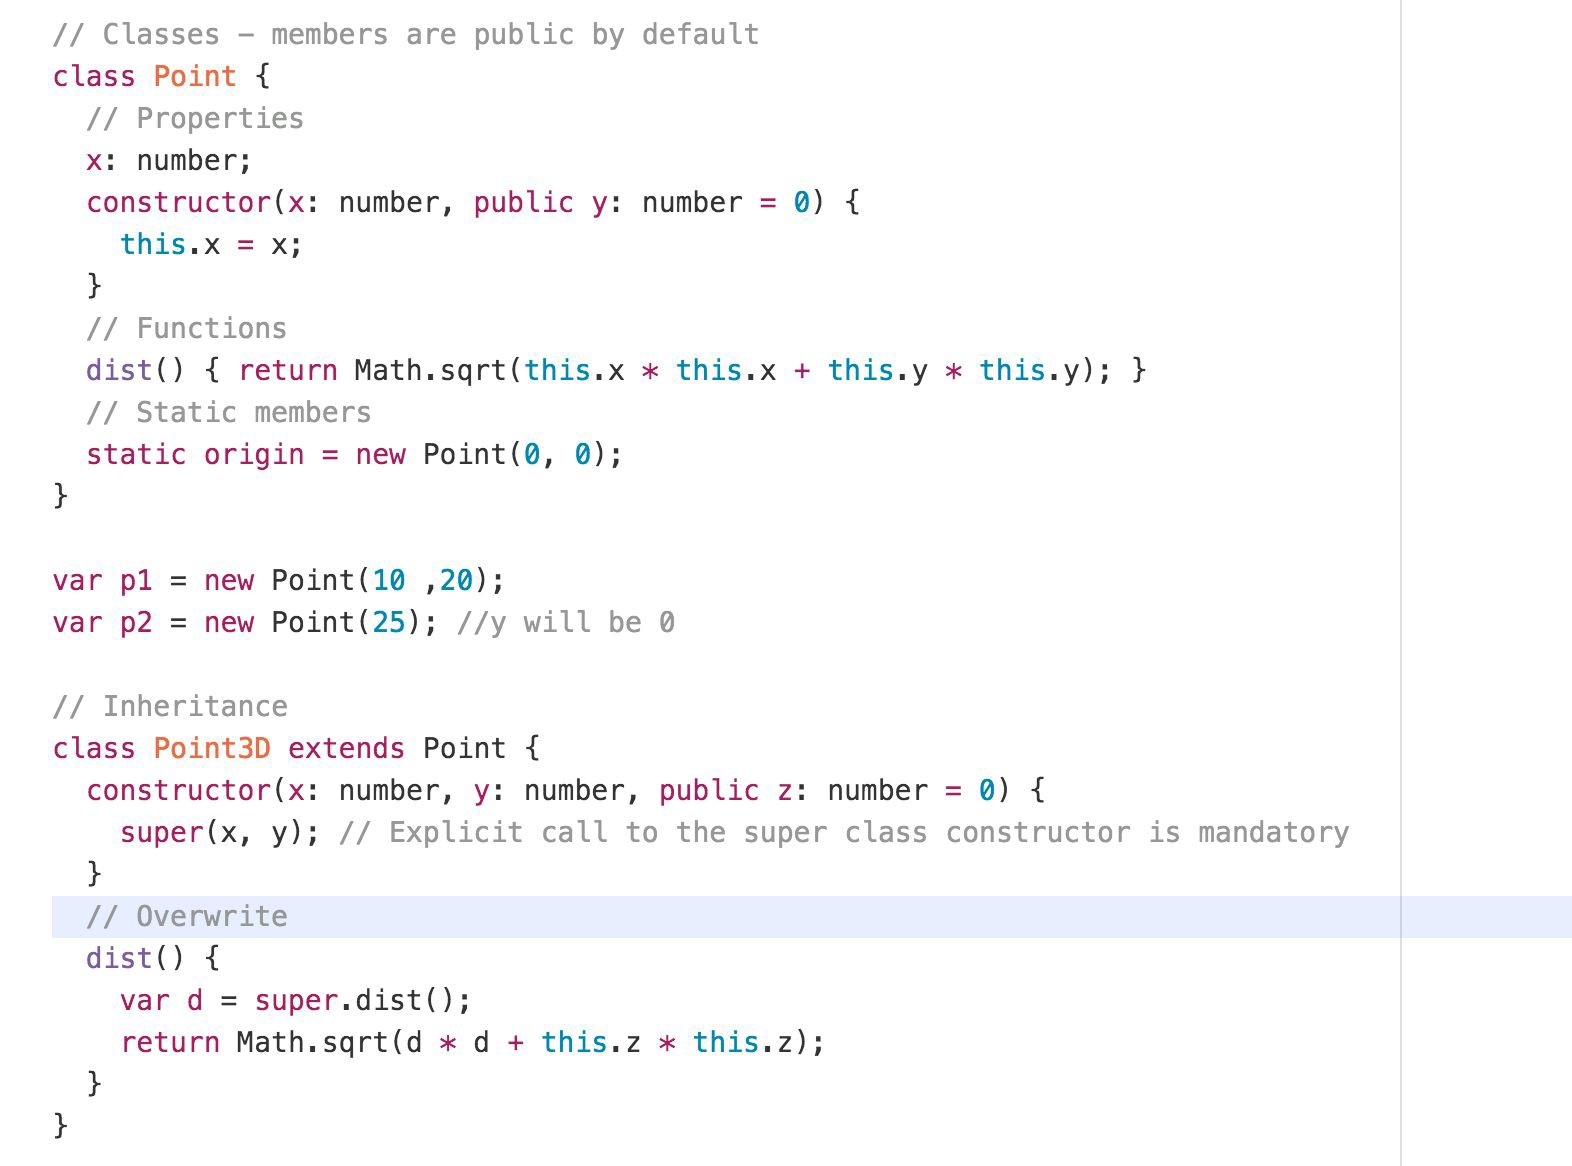 // Classes - members are public by default
class Point {
  // Properties
  x: number;
  constructor(x: number, public y: number = 0) {
    this.x = x;
  }
  // Functions
  dist() { return Math.sqrt(this.x * this.x + this.y * this.y); }
  // Static members
  static origin = new Point(0, 0);
}

var p1 = new Point(10 ,20);
var p2 = new Point(25); //y will be 0

// Inheritance
class Point3D extends Point {
  constructor(x: number, y: number, public z: number = 0) {
    super(x, y); // Explicit call to the super class constructor is mandatory
  }
  // Overwrite
  dist() {
    var d = super.dist();
    return Math.sqrt(d * d + this.z * this.z);
  }
}